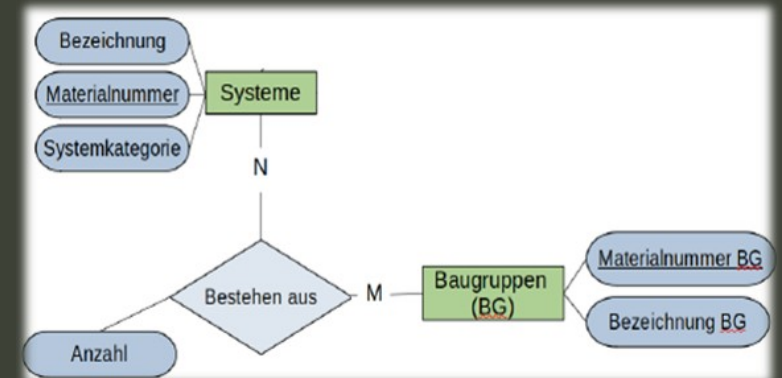 Bezeichnung
Materialnummer
Systemkategorie
Systeme
N
Bestehen aus
Anzahl
M
Baugruppen
(BG)
Materialnummer BG
Bezeichnung BG